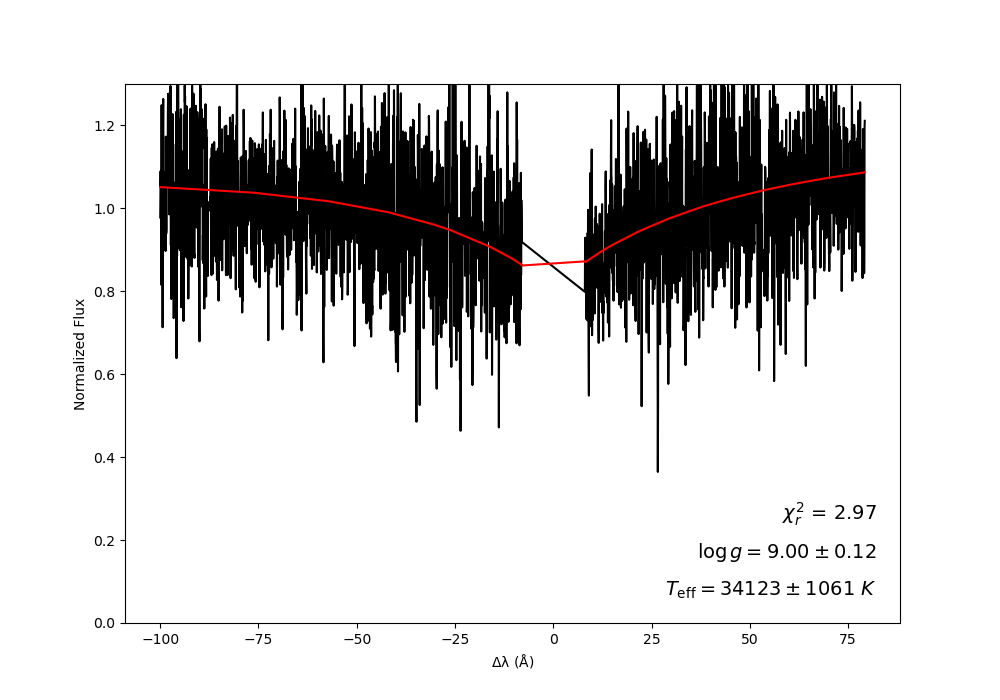 1.2
1.0
0.8
0.6
0.4
0.2
0.0
Normalized Flux
χ²ᵣ = 2.97
log g = 9.00 ± 0.12
T_eff = 34123 ± 1061 K
−100 −75 −50 −25 0 25 50 75
Δλ (Å)